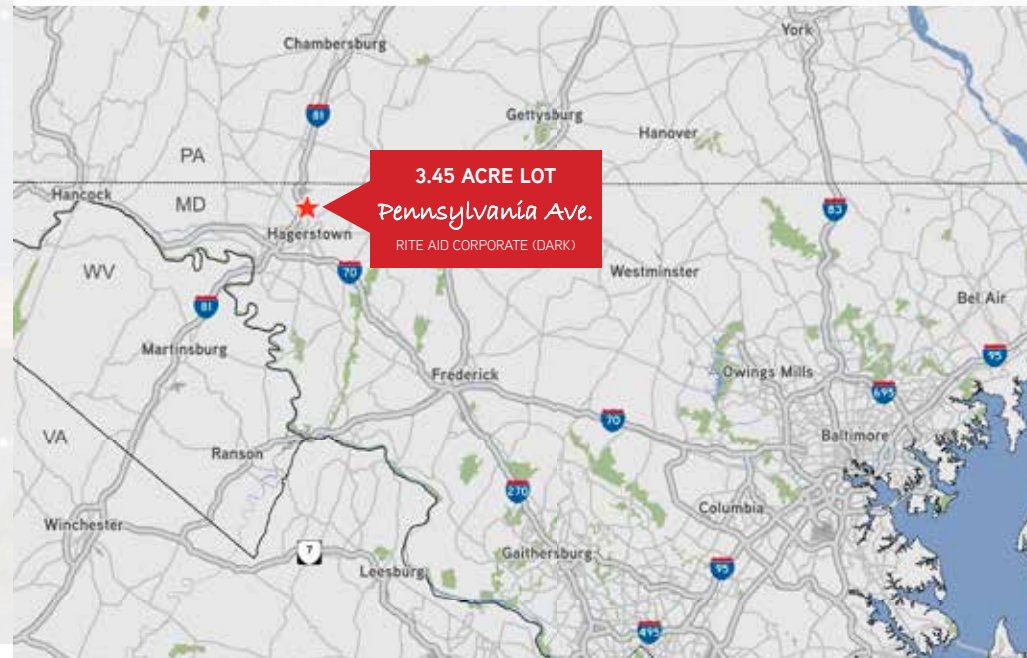 York
Chambersburg
81
Gettysburg
Hanover
PA
3.45 ACRE LOT
Pennsylvania Ave.
RITE AID CORPORATE (DARK)
Hancock
MD
Hagerstown
83
WV
70
Westminster
81
Bel Air
Martinsburg
95
Frederick
Owings Mills
695
70
VA
Baltimore
Ranson
270
Columbia
Winchester
7
Gaithersburg
Leesburg
95
495